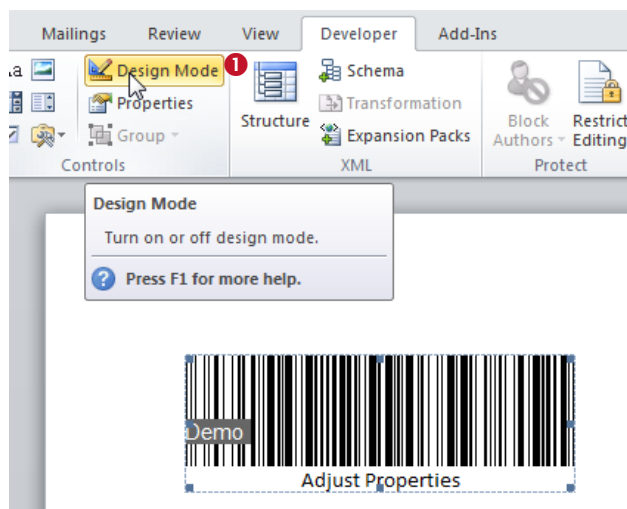 Mailings Review View Developer Add-Ins
Aa Design Mode 1 Schema
Properties Transformation
Group Structure Expansion Packs Block Authors Restrict Editing
Controls XML Protect
Design Mode
Turn on or off design mode.
? Press F1 for more help.
Demo
Adjust Properties